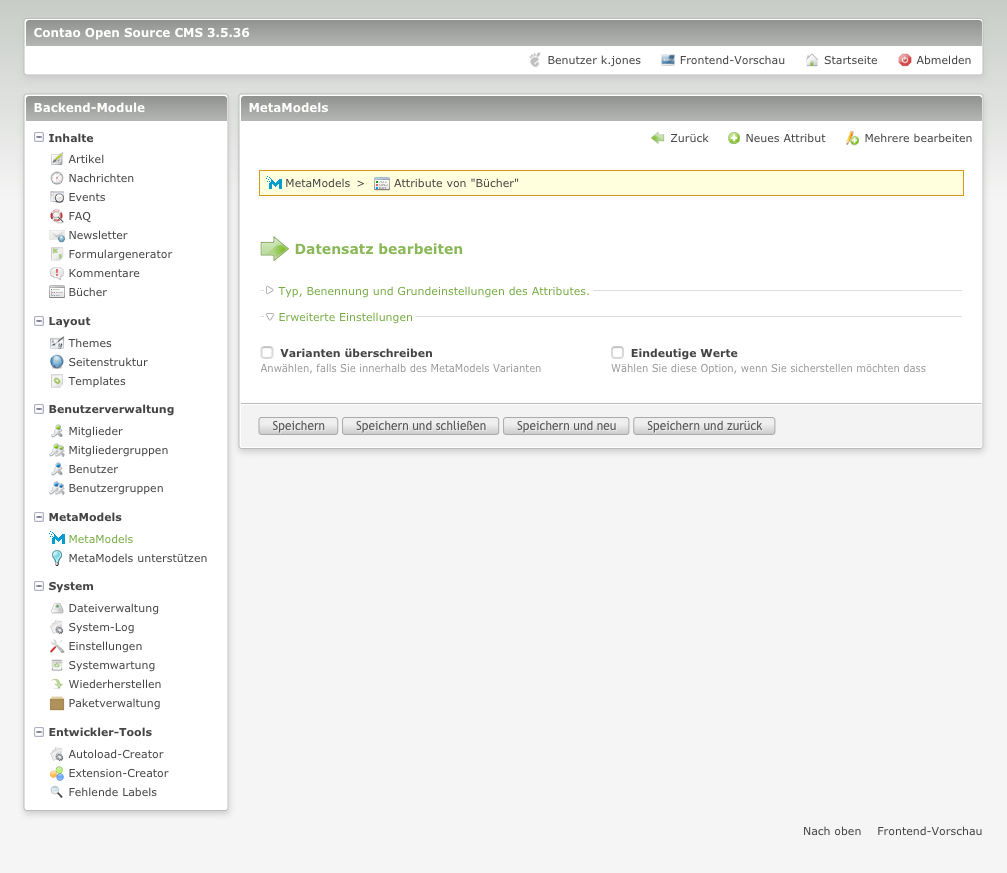 Contao Open Source CMS 3.5.36
Benutzer k.jones Frontend-Vorschau Startseite Abmelden
Backend-Module
Inhalte
Artikel
Nachrichten
Events
FAQ
Newsletter
Formulargenerator
Kommentare
Bücher
Layout
Themes
Seitenstruktur
Templates
Benutzerverwaltung
Mitglieder
Mitgliedergruppen
Benutzer
Benutzergruppen
MetaModels
MetaModels
MetaModels unterstützen
System
Dateiverwaltung
System-Log
Einstellungen
Systemwartung
Wiederherstellen
Paketverwaltung
Entwickler-Tools
Autoload-Creator
Extension-Creator
Fehlende Labels
MetaModels
Zurück Neues Attribut Mehrere bearbeiten
MetaModels > Attribute von "Bücher"
Datensatz bearbeiten
Typ, Benennung und Grundeinstellungen des Attributes.
Erweiterte Einstellungen
Varianten überschreiben
Anwählen, falls Sie innerhalb des MetaModels Varianten
Eindeutige Werte
Wählen Sie diese Option, wenn Sie sicherstellen möchten dass
Speichern Speichern und schließen Speichern und neu Speichern und zurück
Nach oben Frontend-Vorschau